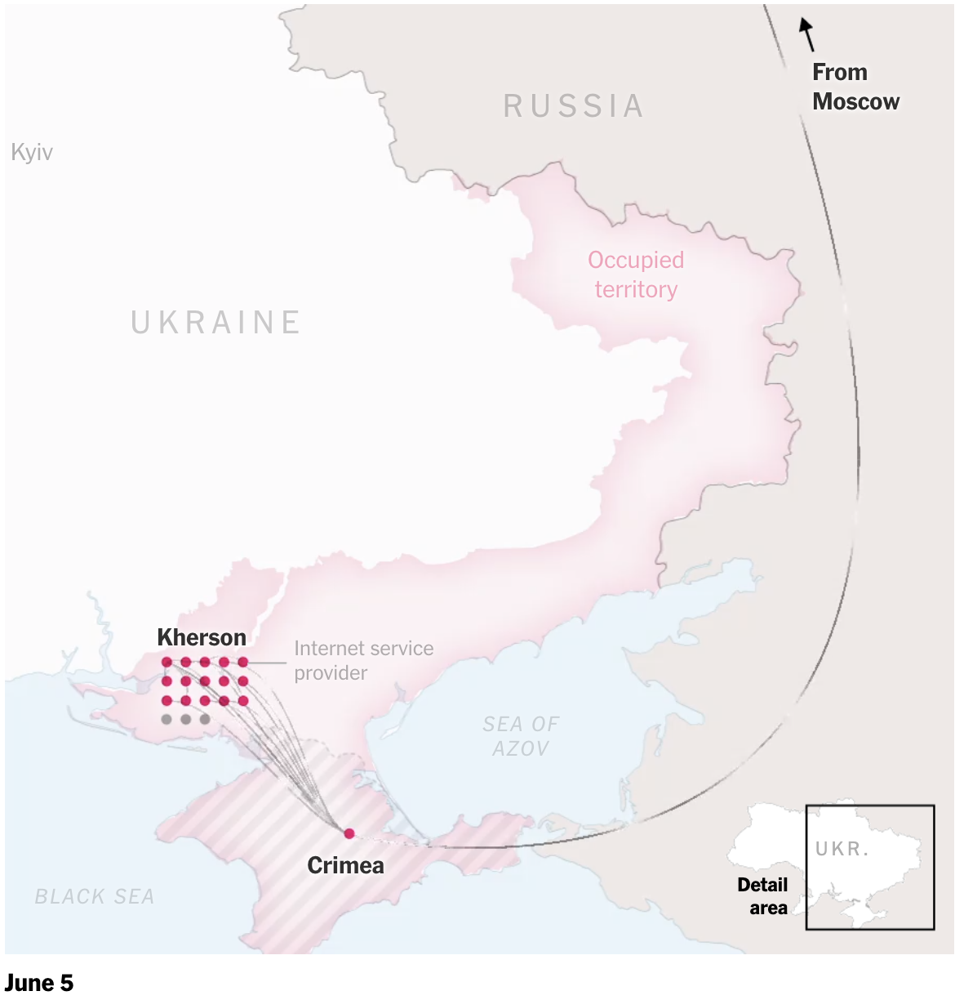 From
Moscow
RUSSIA
Kyiv
Occupied
territory
UKRAINE
Kherson
Internet service
provider
SEA OF
AZOV
Crimea
UKR.
Detail
area
BLACK SEA
June 5